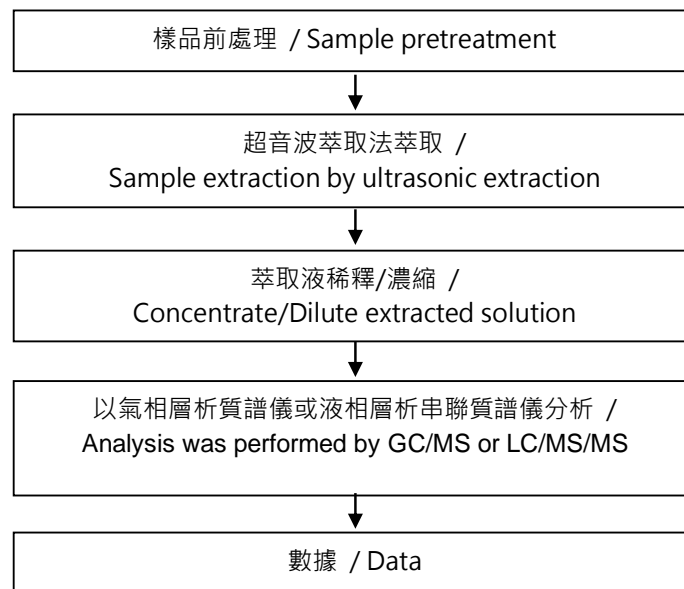 樣品前處理 / Sample pretreatment
超音波萃取法萃取 /
Sample extraction by ultrasonic extraction
萃取液稀釋/濃縮 /
Concentrate/Dilute extracted solution
以氣相層析質譜儀或液相層析串聯質譜儀分析 /
Analysis was performed by GC/MS or LC/MS/MS
數據 / Data